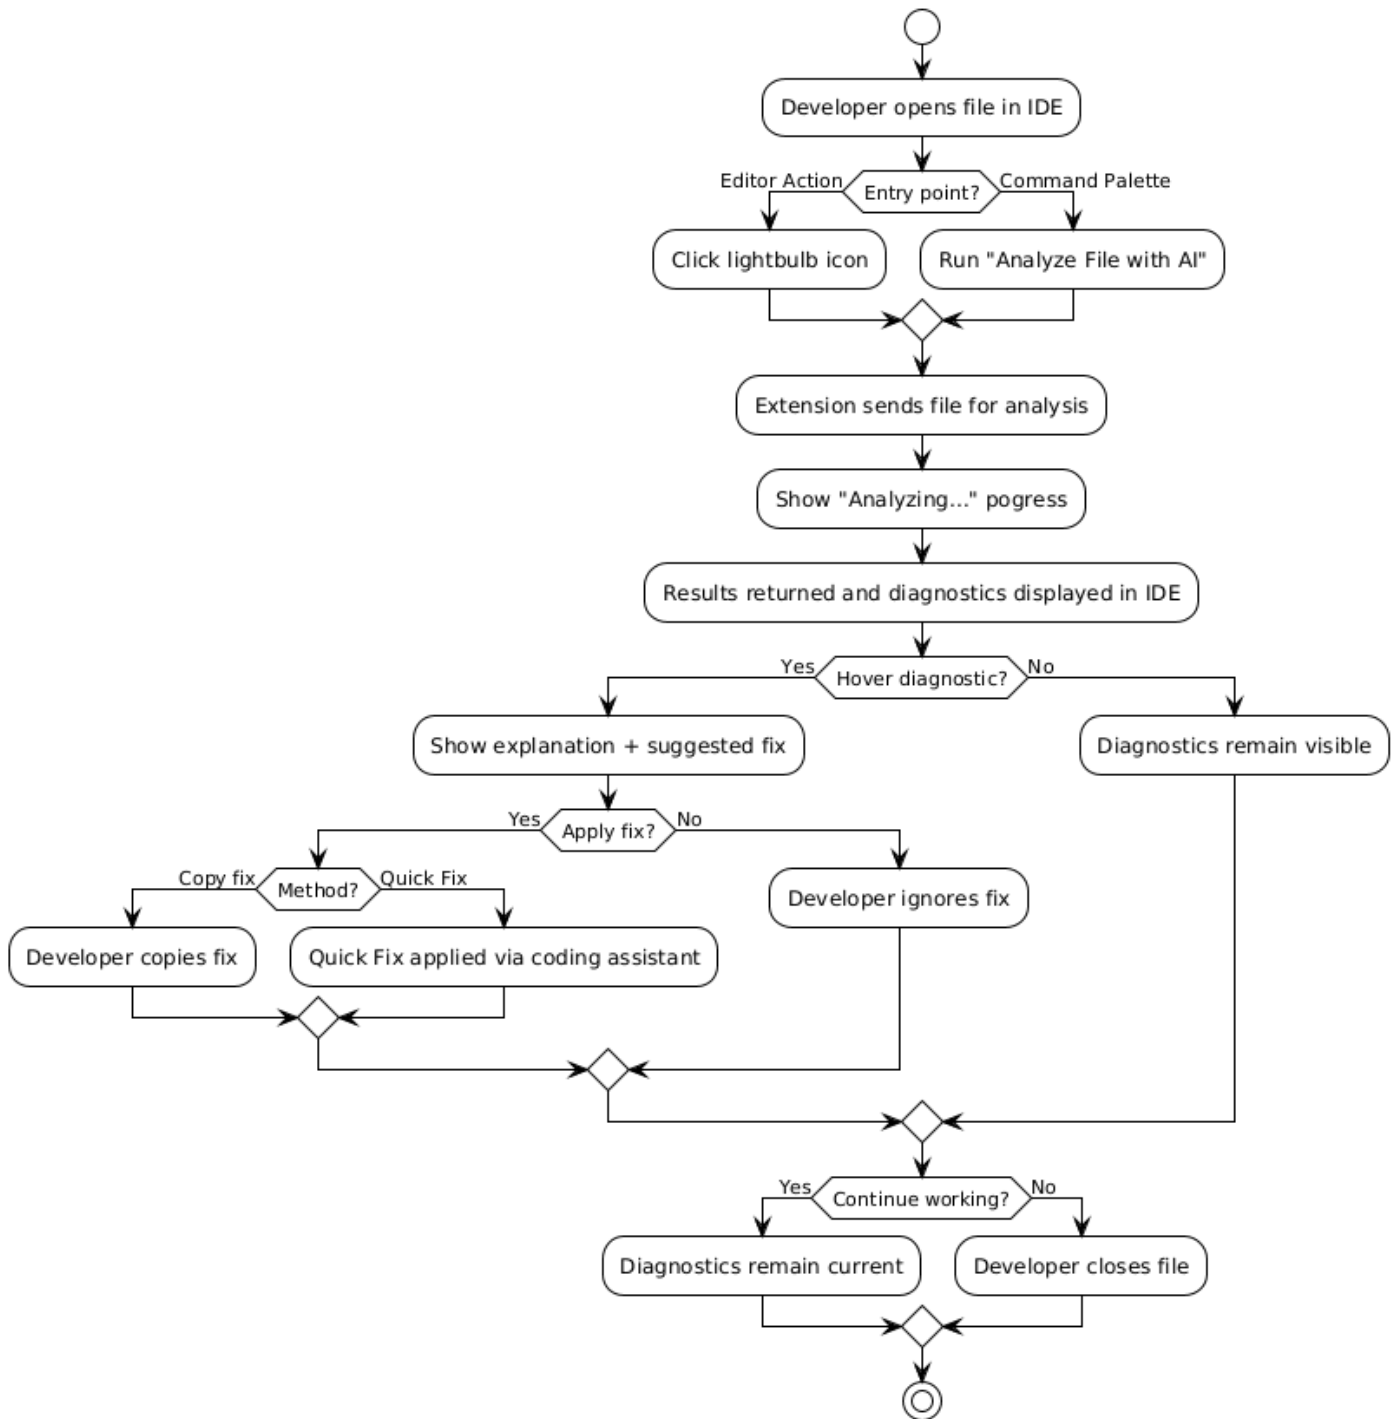 Developer opens file in IDE
Editor Action
Entry point?
Command Palette
Click lightbulb icon
Run "Analyze File with AI"
Extension sends file for analysis
Show "Analyzing..." pogress
Results returned and diagnostics displayed in IDE
Yes
Hover diagnostic?
No
Show explanation + suggested fix
Diagnostics remain visible
Yes
Apply fix?
No
Copy fix
Method?
Quick Fix
Developer ignores fix
Developer copies fix
Quick Fix applied via coding assistant
Yes
Continue working?
No
Diagnostics remain current
Developer closes file